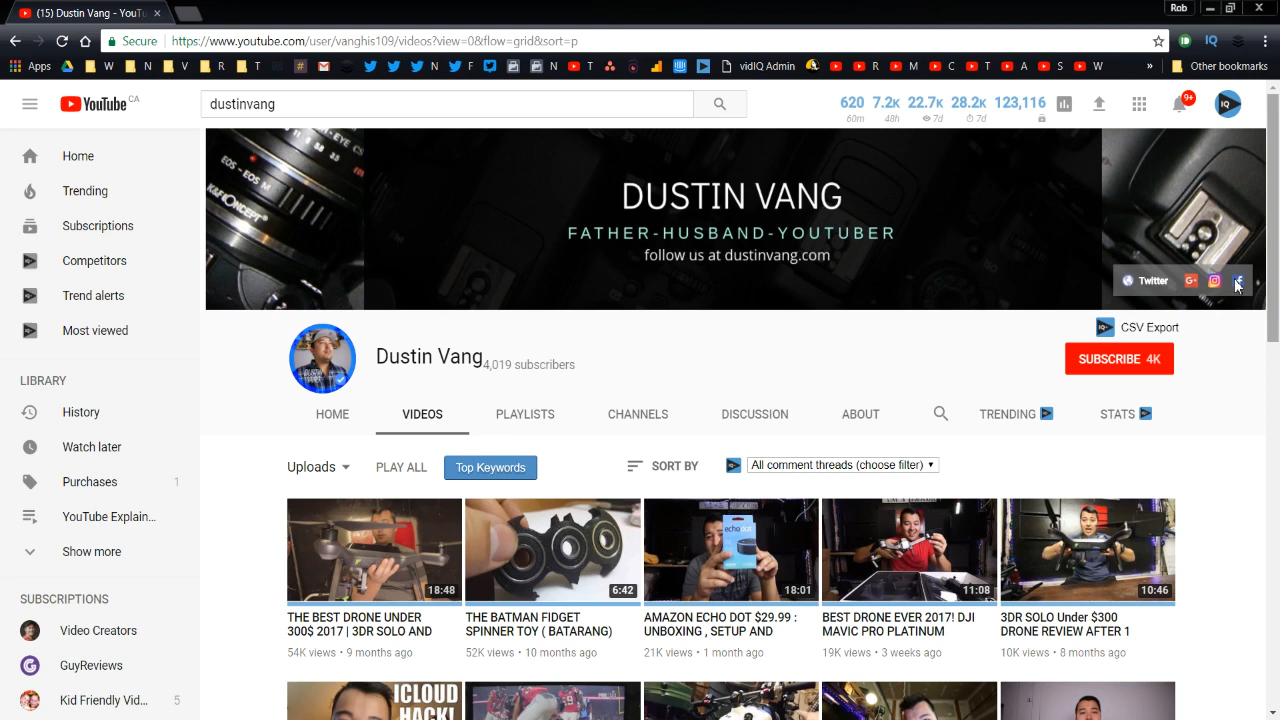 (15) Dustin Vang - YouTu
Rob
Secure https://www.youtube.com/user/vanghis109/videos?view=0&flow=grid&sort=p
IQ
Apps W N V R T # N F N T vidIQ Admin R M C T A S W » Other bookmarks
YouTube CA
dustinvang
620 7.2K 22.7K 28.2K 123,116
60m 48h 7d 7d
9+
IQ
Home
Trending
Subscriptions
Competitors
Trend alerts
Most viewed
LIBRARY
History
Watch later
Purchases 1
YouTube Explain...
Show more
SUBSCRIPTIONS
Video Creators
GuyReviews
Kid Friendly Vid... 5
EOS-EOS M
K&F CONCEPT
DUSTIN VANG
FATHER-HUSBAND-YOUTUBER
follow us at dustinvang.com
Twitter G+
CSV Export
Dustin Vang 4,019 subscribers
SUBSCRIBE 4K
HOME VIDEOS PLAYLISTS CHANNELS DISCUSSION ABOUT TRENDING STATS
Uploads PLAY ALL Top Keywords SORT BY All comment threads (choose filter)
echo dot
18:48 6:42 18:01 11:08 10:46
THE BEST DRONE UNDER
300$ 2017 | 3DR SOLO AND
54K views • 9 months ago
THE BATMAN FIDGET
SPINNER TOY ( BATARANG)
52K views • 10 months ago
AMAZON ECHO DOT $29.99 :
UNBOXING , SETUP AND
21K views • 1 month ago
BEST DRONE EVER 2017! DJI
MAVIC PRO PLATINUM
19K views • 3 weeks ago
3DR SOLO Under $300
DRONE REVIEW AFTER 1
10K views • 8 months ago
ICLOUD
HACK!